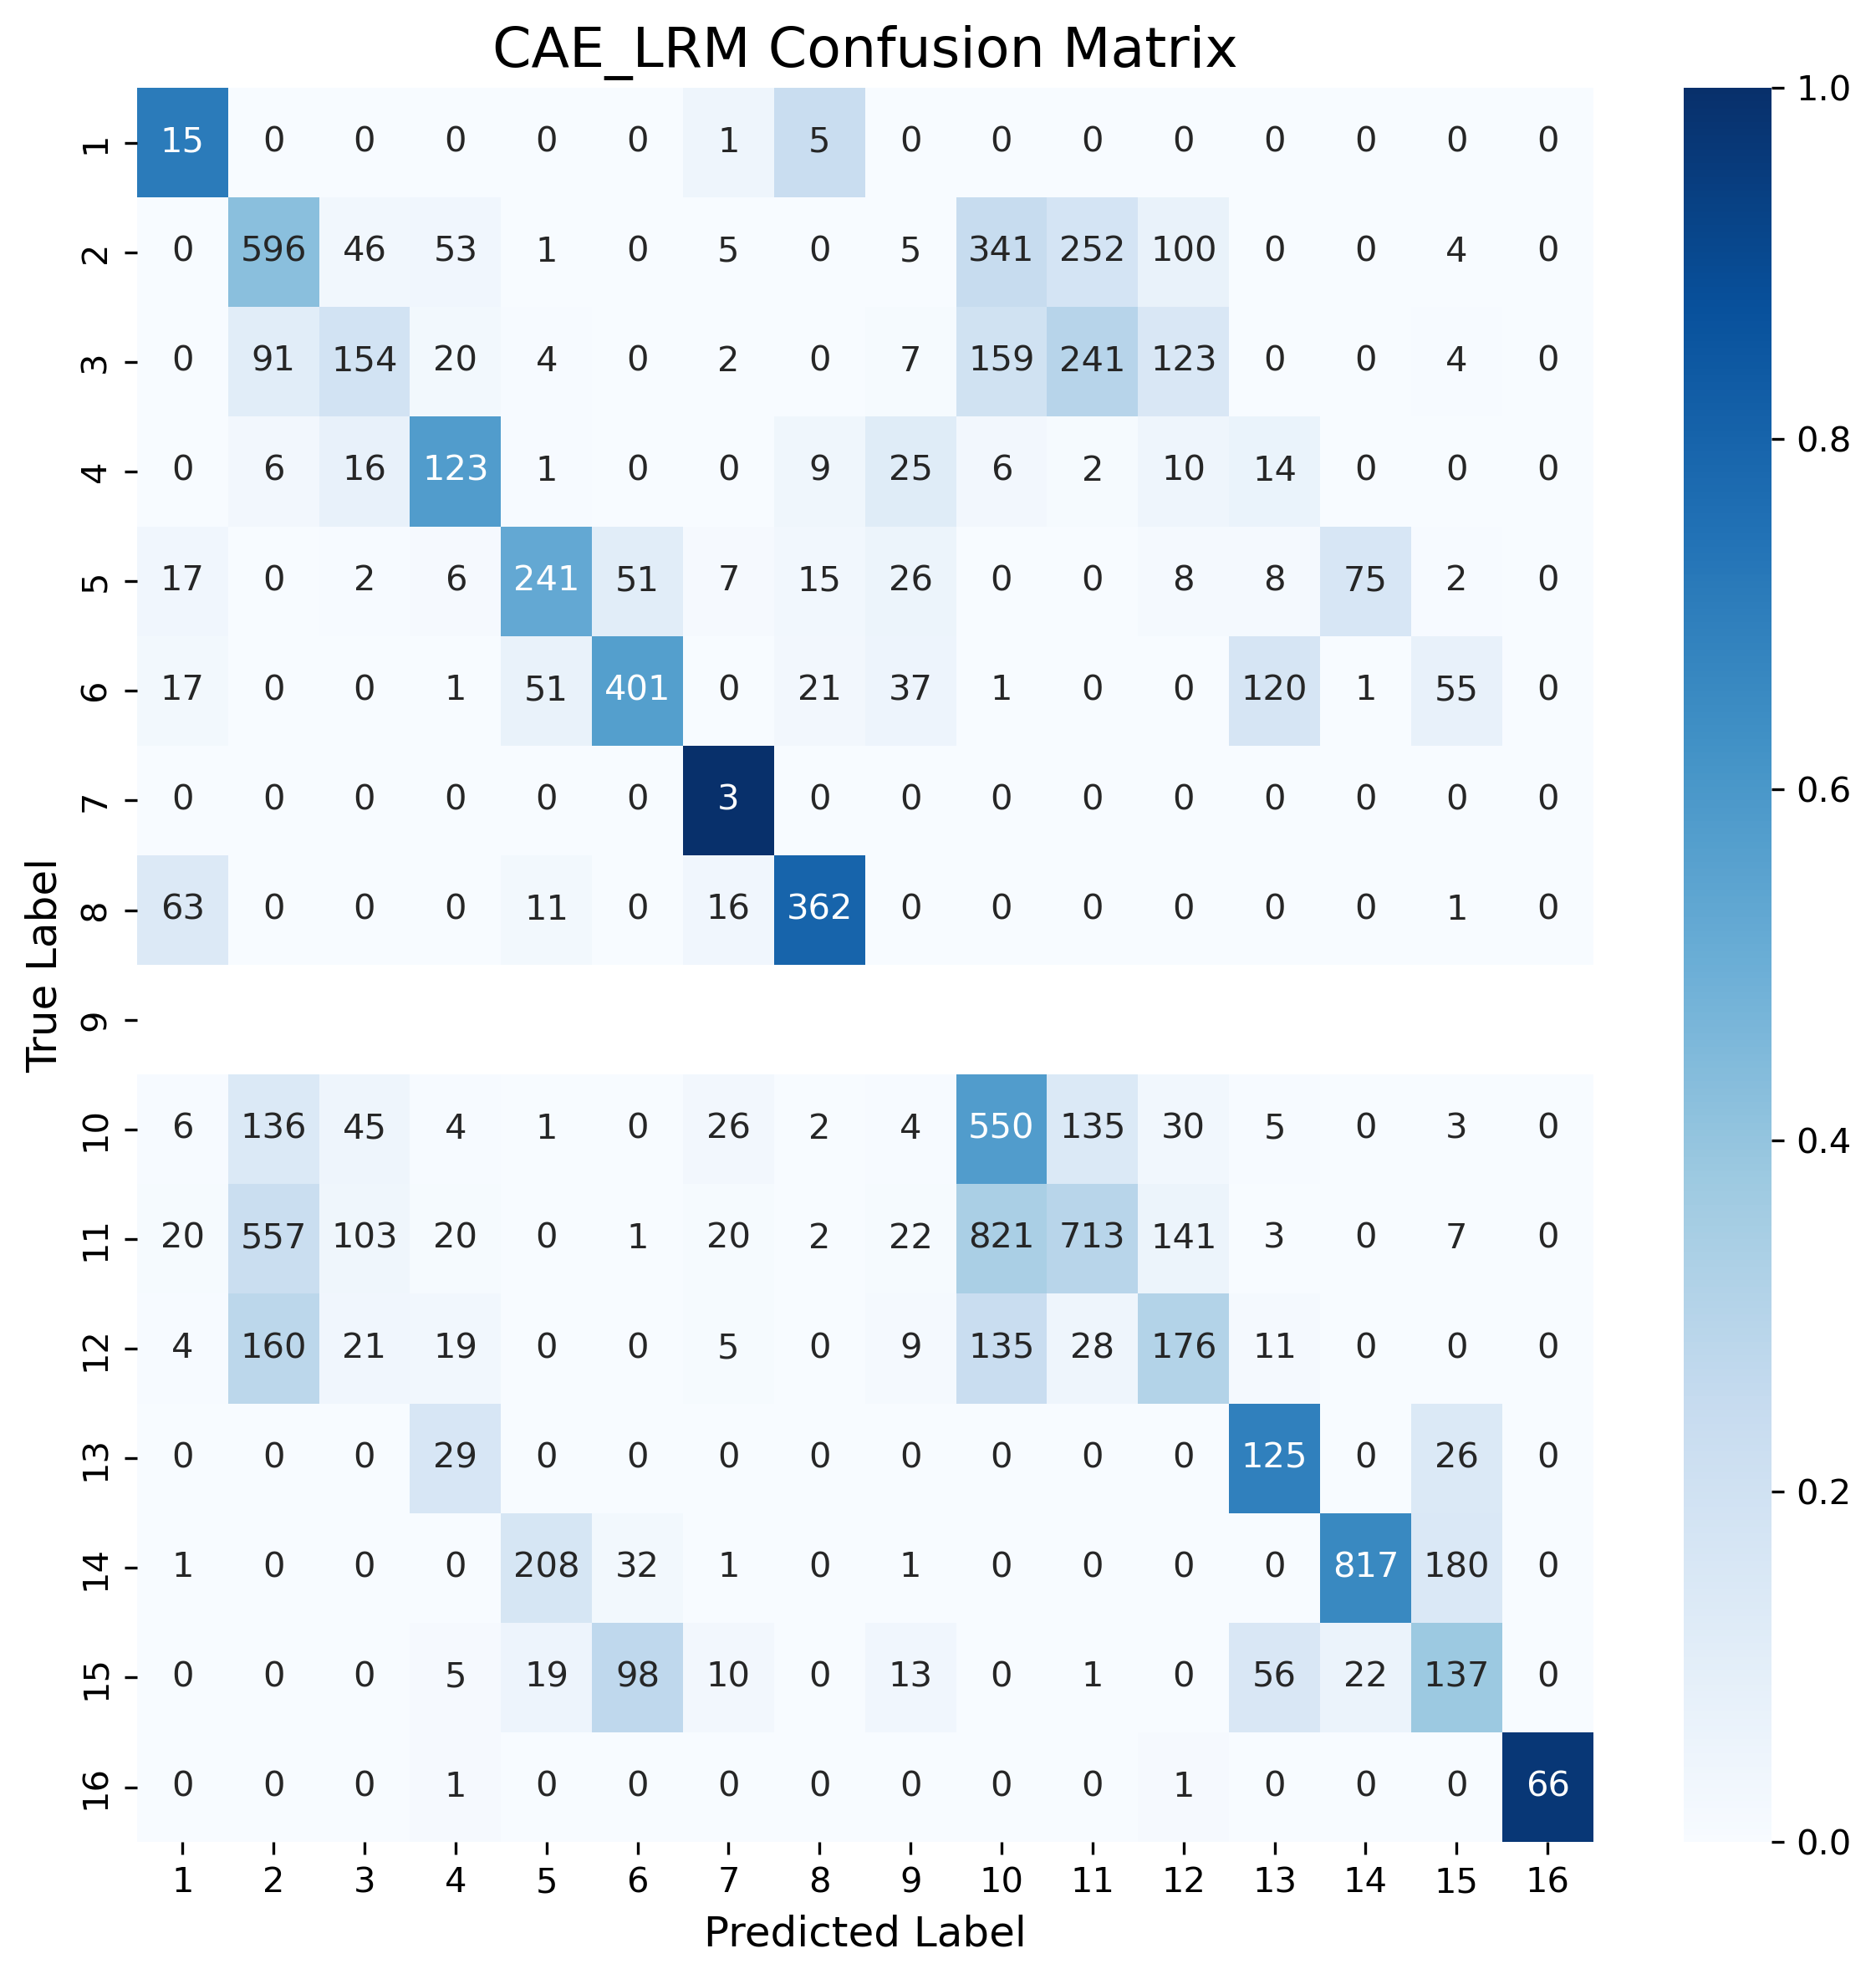 CAE_LRM Confusion Matrix
1 15 0 0 0 0 0 1 5 0 0 0 0 0 0 0 0
2 0 596 46 53 1 0 5 0 5 341 252 100 0 0 4 0
3 0 91 154 20 4 0 2 0 7 159 241 123 0 0 4 0
4 0 6 16 123 1 0 0 9 25 6 2 10 14 0 0 0
5 17 0 2 6 241 51 7 15 26 0 0 8 8 75 2 0
6 17 0 0 1 51 401 0 21 37 1 0 0 120 1 55 0
7 0 0 0 0 0 0 3 0 0 0 0 0 0 0 0 0
8 63 0 0 0 11 0 16 362 0 0 0 0 0 0 1 0
9
10 6 136 45 4 1 0 26 2 4 550 135 30 5 0 3 0
11 20 557 103 20 0 1 20 2 22 821 713 141 3 0 7 0
12 4 160 21 19 0 0 5 0 9 135 28 176 11 0 0 0
13 0 0 0 29 0 0 0 0 0 0 0 0 125 0 26 0
14 1 0 0 0 208 32 1 0 1 0 0 0 0 817 180 0
15 0 0 0 5 19 98 10 0 13 0 1 0 56 22 137 0
16 0 0 0 1 0 0 0 0 0 0 0 1 0 0 0 66
1 2 3 4 5 6 7 8 9 10 11 12 13 14 15 16
Predicted Label
True Label
1.0
0.8
0.6
0.4
0.2
0.0